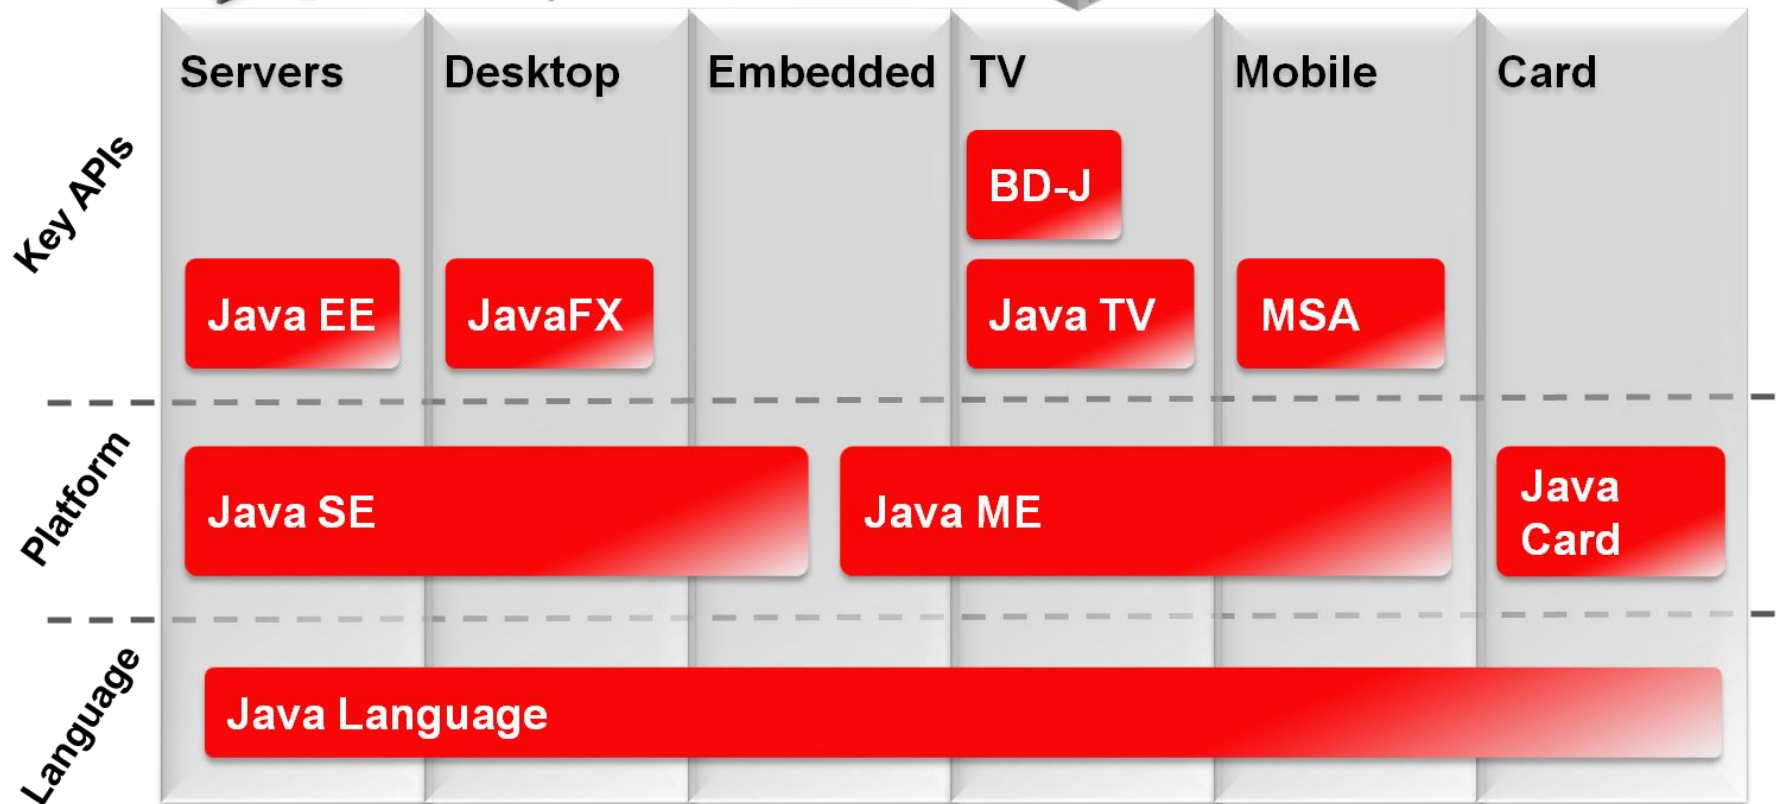 Servers
Desktop
Embedded
TV
Mobile
Card
Key APIs
BD-J
Java EE
JavaFX
Java TV
MSA
Platform
Java SE
Java ME
Java
Card
Language
Java Language